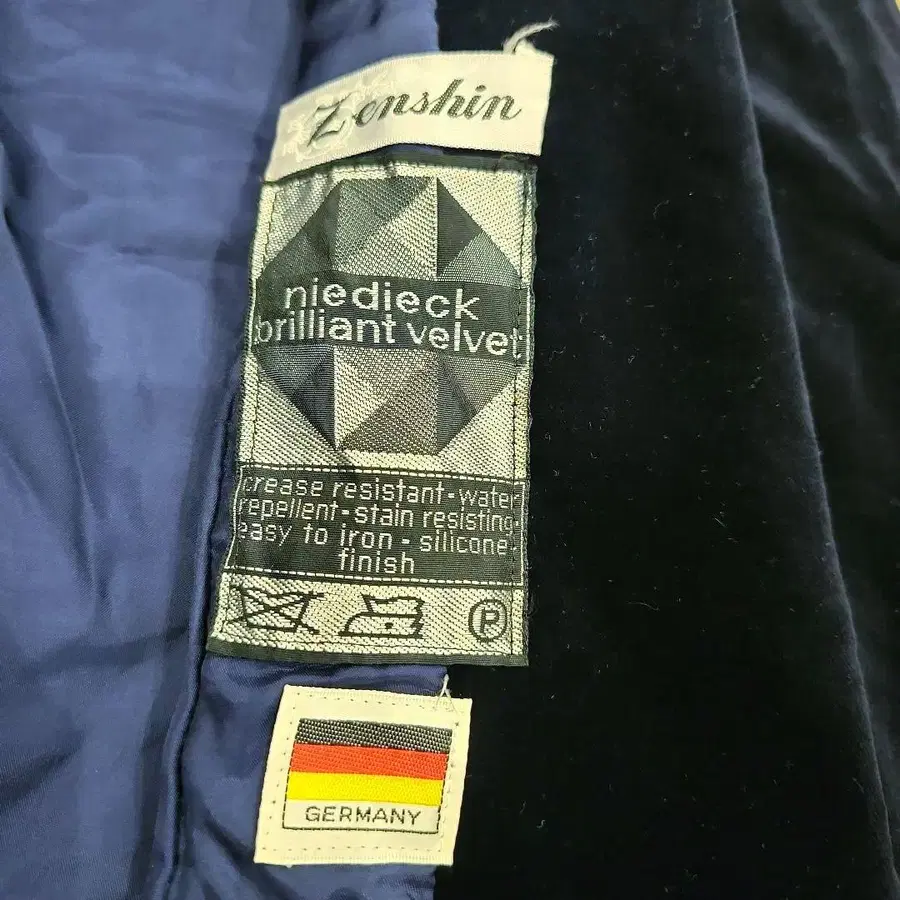 Zenshin
niedieck
brilliant velvet
crease resistant-water
repellent-stain resisting-
easy to iron - silicone-
finish
P
GERMANY